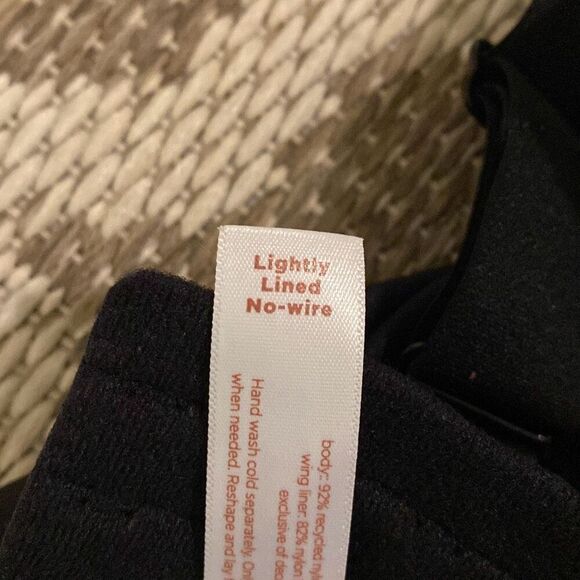 Lightly
Lined
No-wire
body: 92% recycled
wing liner: 82% nylon
exclusive of
Hand wash cold separately.
when needed. Reshape and lay